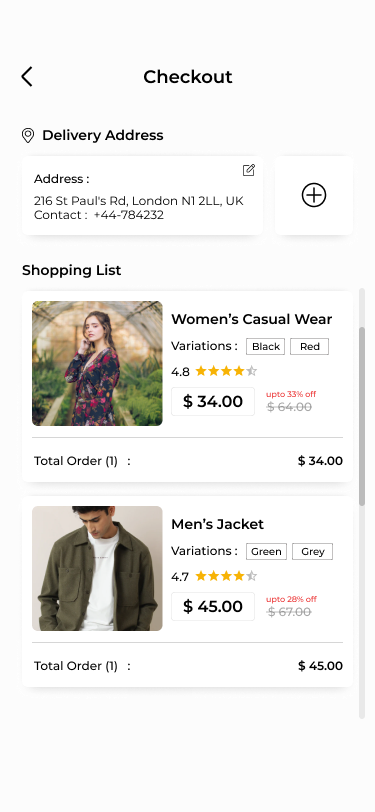 Checkout
Delivery Address
Address :
216 St Paul's Rd, London N1 2LL, UK
Contact :  +44-784232
Shopping List
Women’s Casual Wear
Variations : Black Red
4.8
$ 34.00
upto 33% off
$ 64.00
Total Order (1)   : $ 34.00
Men’s Jacket
Variations : Green Grey
4.7
$ 45.00
upto 28% off
$ 67.00
Total Order (1)   : $ 45.00